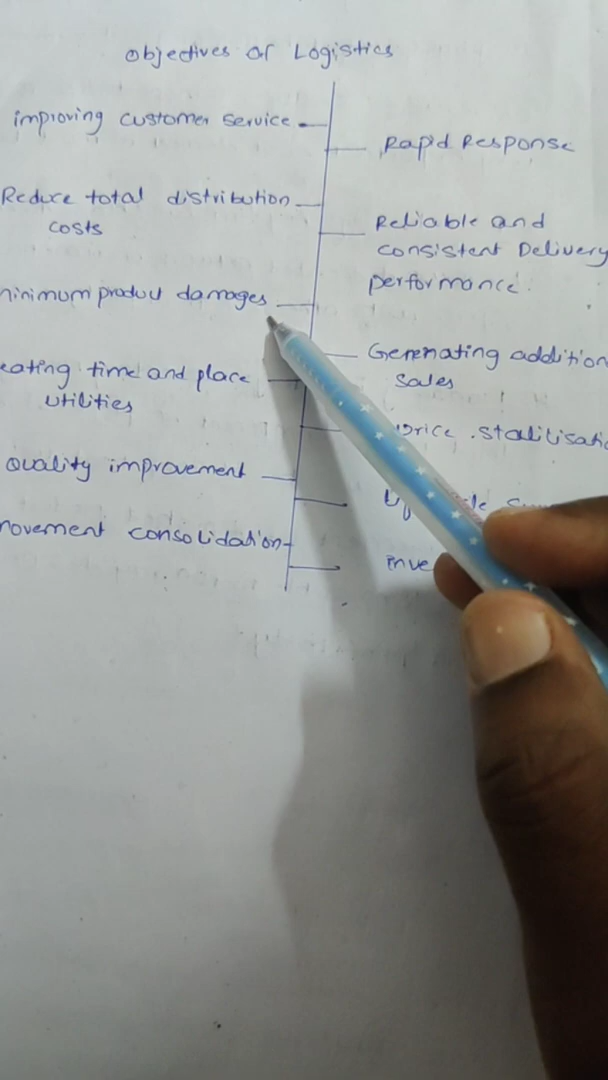 Objectives of Logistics
improving customer service
Rapid Response
Reduce total distribution
costs
Reliable and
consistent Delivery
performance.
minimum product damages
Generating addition
sales
eating time and place
utilities
price stabilisatio
Quality improvement
movement consolidation
inve